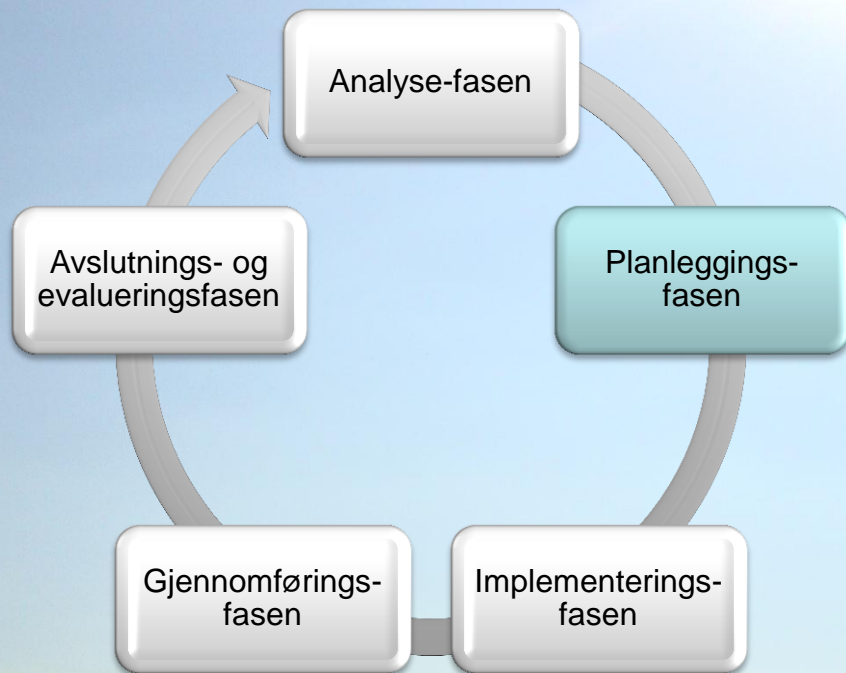 Analyse-fasen
Planleggings-
fasen
Implementerings-
fasen
Gjennomførings-
fasen
Avslutnings- og
evalueringsfasen